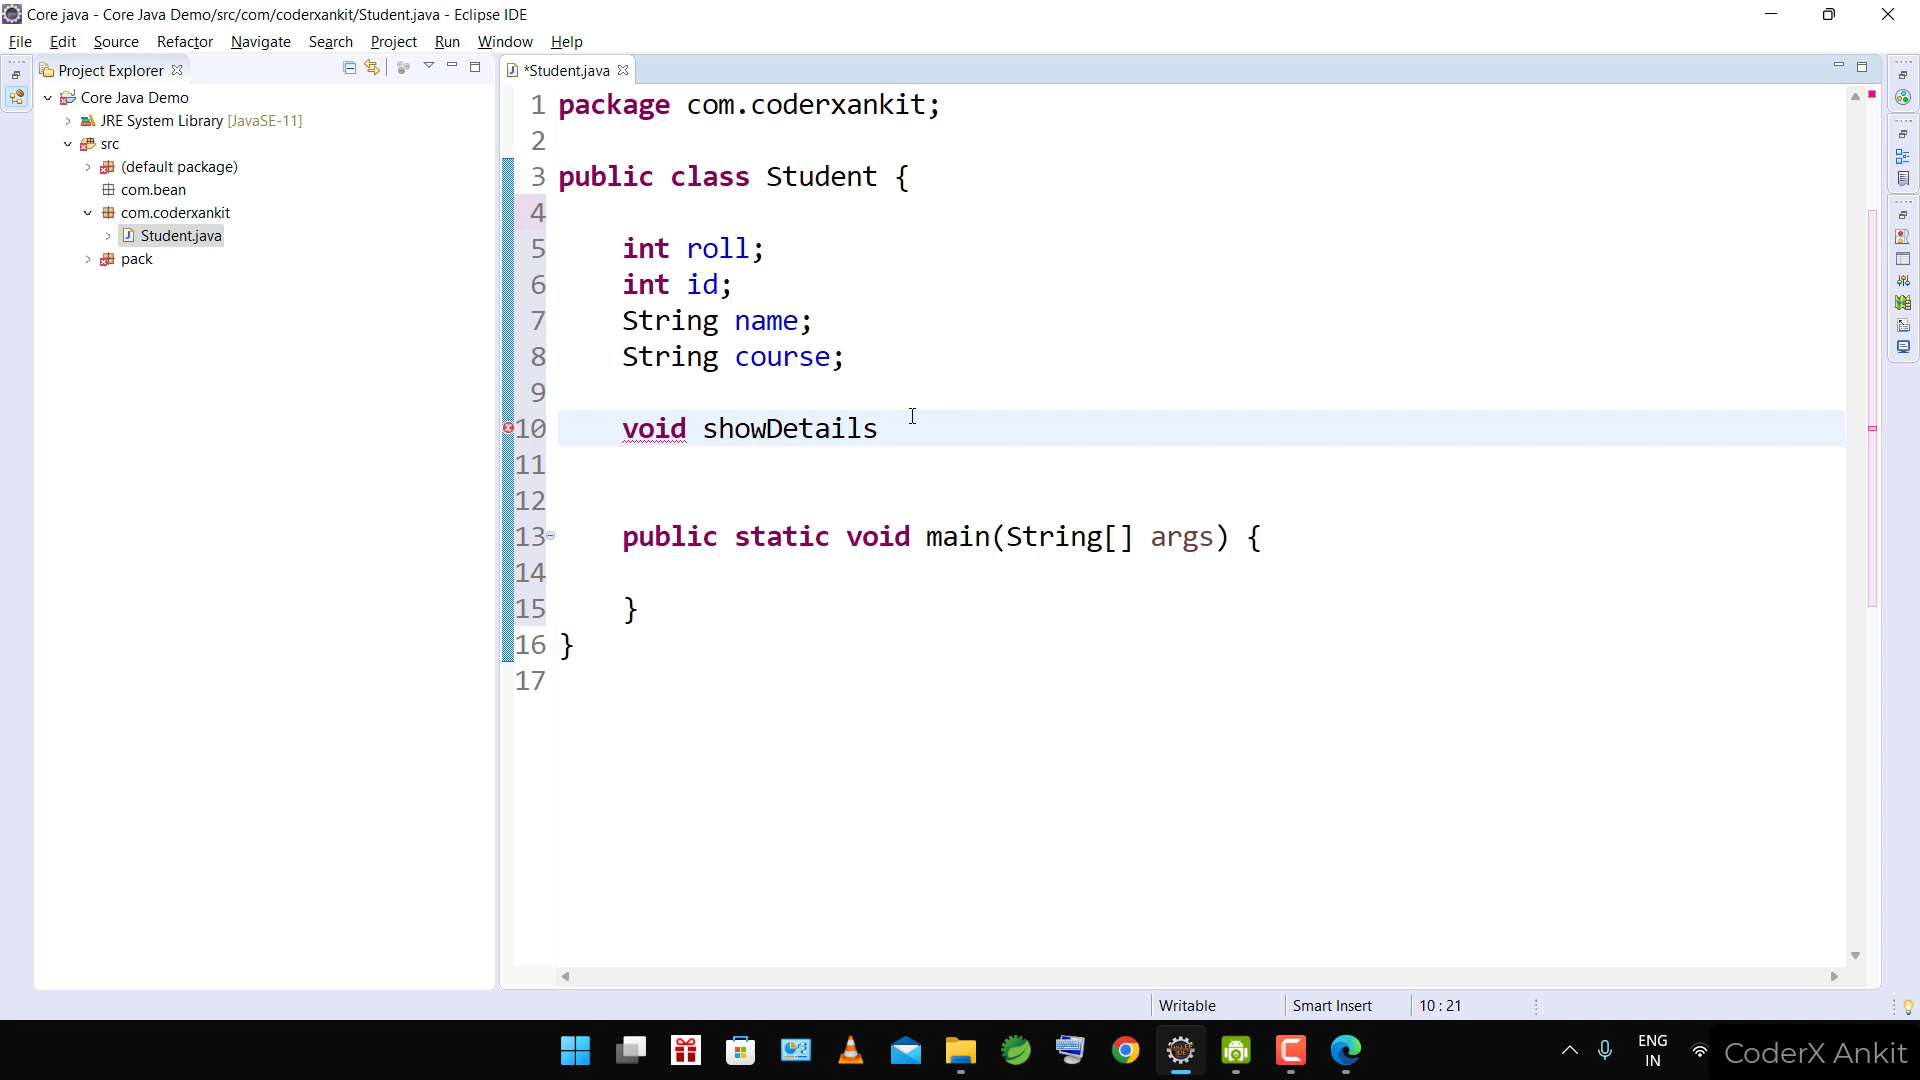 Core java - Core Java Demo/src/com/coderxankit/Student.java - Eclipse IDE
File Edit Source Refactor Navigate Search Project Run Window Help
Project Explorer
Core Java Demo
JRE System Library [JavaSE-11]
src
(default package)
com.bean
com.coderxankit
Student.java
pack
*Student.java
1 package com.coderxankit;
2
3 public class Student {
4
5 int roll;
6 int id;
7 String name;
8 String course;
9
10 void showDetails
11
12
13 public static void main(String[] args) {
14
15 }
16 }
17
Writable Smart Insert 10 : 21
ENG
IN
CoderX Ankit